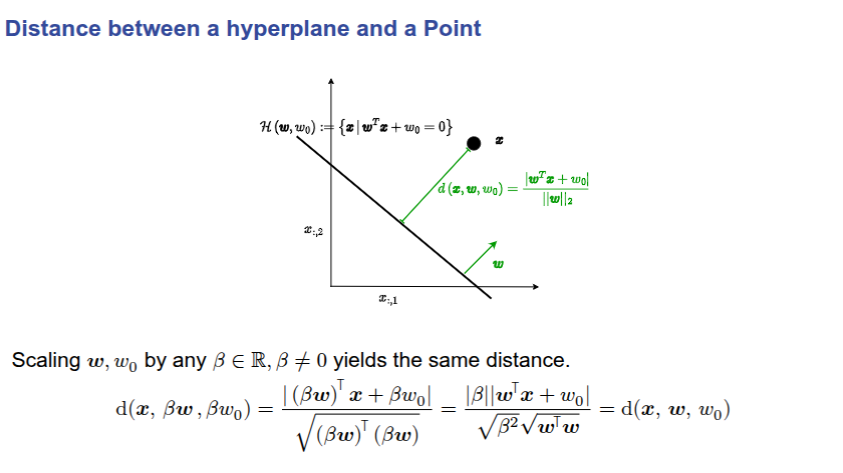 Distance between a hyperplane and a Point
ℋ(𝒘, w₀) := {𝒙 | 𝒘ᵀ𝒙 + w₀ = 0}
𝒙
d(𝒙, 𝒘, w₀) = |𝒘ᵀ𝒙 + w₀| / ||𝒘||₂
x:,2
𝒘
x:,1
Scaling 𝒘, w₀ by any β ∈ ℝ, β ≠ 0 yields the same distance.
d(𝒙, β𝒘, βw₀) = |(β𝒘)ᵀ 𝒙 + βw₀| / √((β𝒘)ᵀ (β𝒘)) = |β||𝒘ᵀ𝒙 + w₀| / (√β² √𝒘ᵀ𝒘) = d(𝒙, 𝒘, w₀)